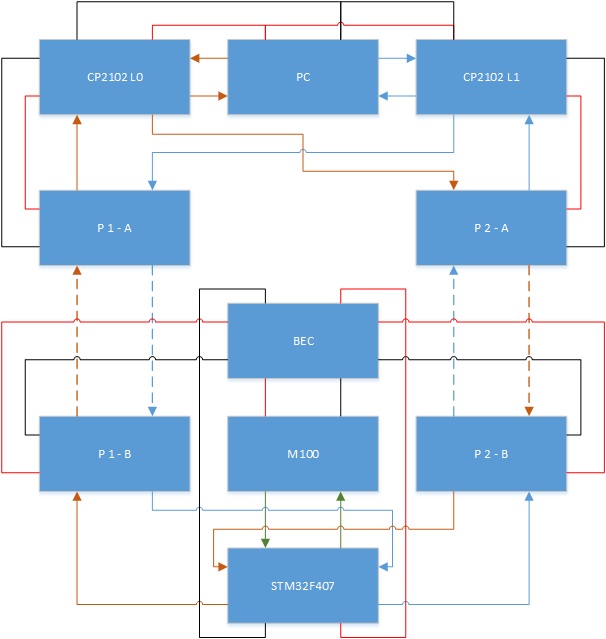 CP2102 L0
PC
CP2102 L1
P 1 - A
P 2 - A
BEC
P 1 - B
M100
P 2 - B
STM32F407